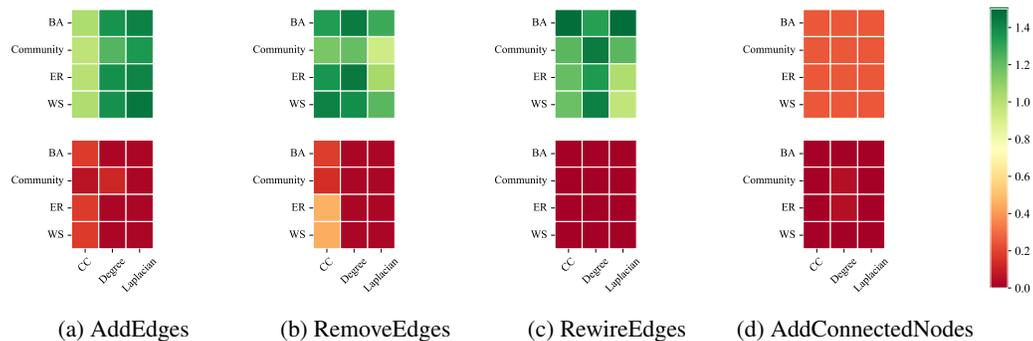 BA
Community
ER
WS
BA
Community
ER
WS
CC
Degree
Laplacian
(a) AddEdges
BA
Community
ER
WS
BA
Community
ER
WS
CC
Degree
Laplacian
(b) RemoveEdges
BA
Community
ER
WS
BA
Community
ER
WS
CC
Degree
Laplacian
(c) RewireEdges
BA
Community
ER
WS
BA
Community
ER
WS
CC
Degree
Laplacian
(d) AddConnectedNodes
1.4
1.2
1.0
0.8
0.6
0.4
0.2
0.0